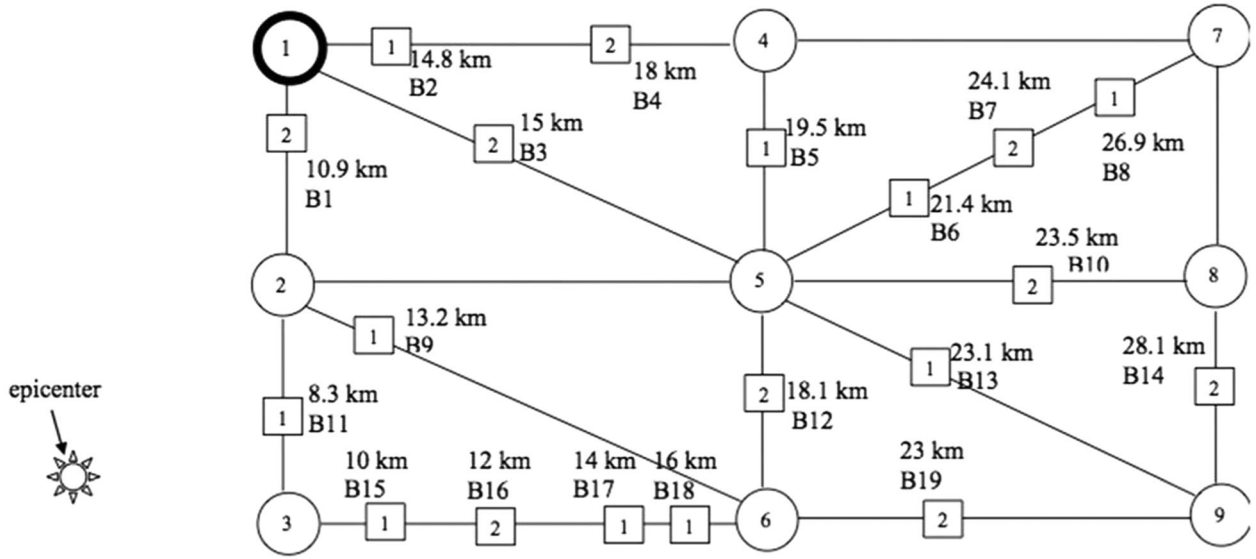 1
1
14.8 km
B2
2
18 km
B4
4
7
24.1 km
B7
1
26.9 km
B8
2
10.9 km
B1
2
15 km
B3
1
19.5 km
B5
2
1
21.4 km
B6
23.5 km
B10
2
5
2
8
1
13.2 km
B9
epicenter
1
8.3 km
B11
2
18.1 km
B12
1
23.1 km
B13
28.1 km
B14
2
10 km
B15
12 km
B16
14 km
B17
16 km
B18
23 km
B19
3
1
2
1
1
6
2
9